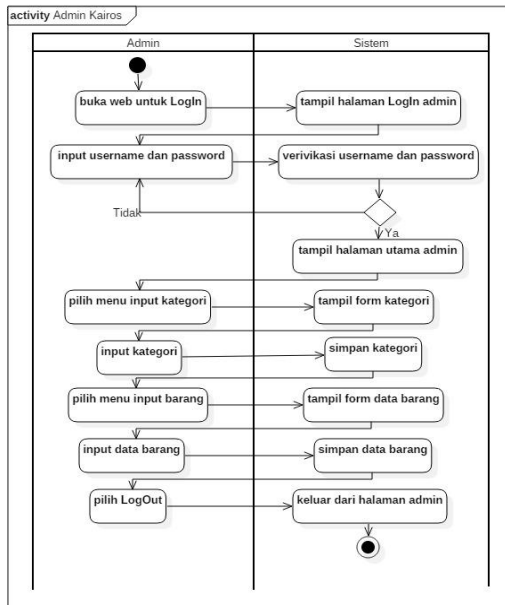 activity Admin Kairos
Admin
Sistem
buka web untuk LogIn
tampil halaman LogIn admin
input username dan password
verivikasi username dan password
Tidak
Ya
tampil halaman utama admin
pilih menu input kategori
tampil form kategori
input kategori
simpan kategori
pilih menu input barang
tampil form data barang
input data barang
simpan data barang
pilih LogOut
keluar dari halaman admin